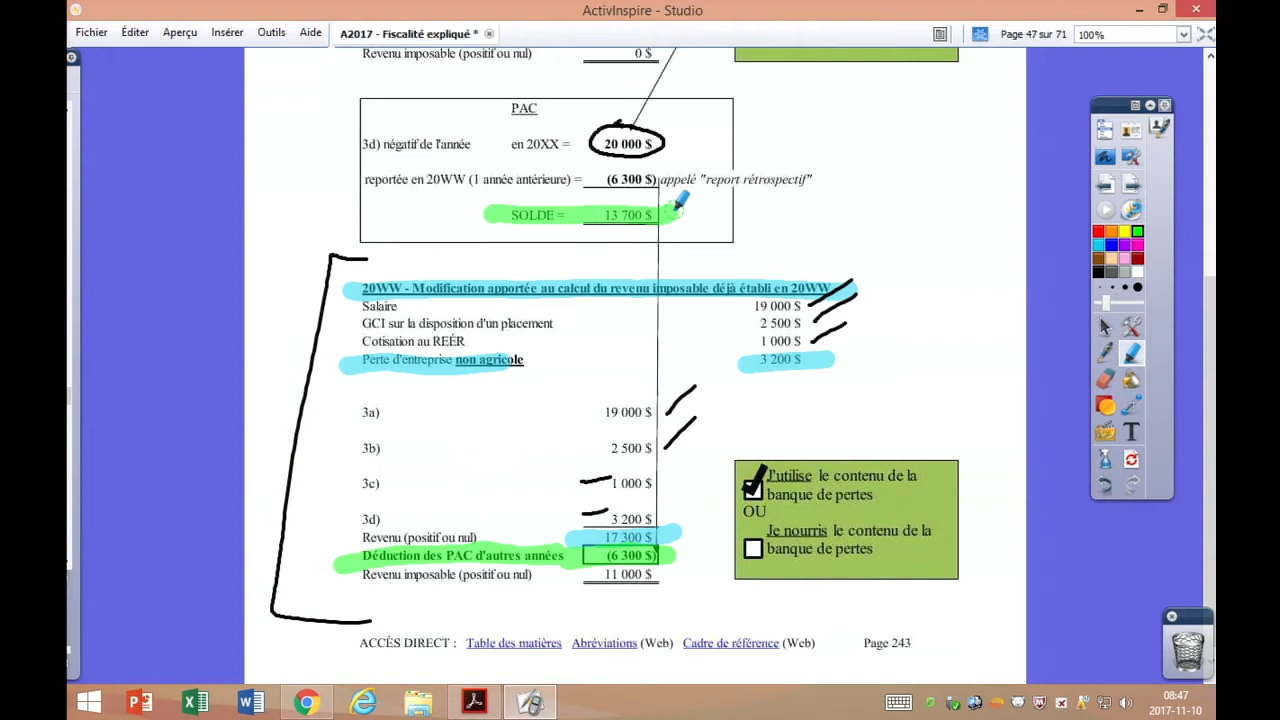 ActivInspire - Studio
Fichier Éditer Aperçu Insérer Outils Aide A2017 - Fiscalité expliqué * Page 47 sur 71 100%
Revenu imposable (positif ou nul) 0 $
PAC
3d) négatif de l'année en 20XX = 20 000 $
reportée en 20WW (1 année antérieure) = (6 300 $) appelé "report rétrospectif"
SOLDE = 13 700 $
20WW - Modification apportée au calcul du revenu imposable déjà établi en 20WW
Salaire 19 000 $
GCI sur la disposition d'un placement 2 500 $
Cotisation au REÉR 1 000 $
Perte d'entreprise non agricole 3 200 $
3a) 19 000 $
3b) 2 500 $
3c) 1 000 $
3d) 3 200 $
Revenu (positif ou nul) 17 300 $
Déduction des PAC d'autres années (6 300 $)
Revenu imposable (positif ou nul) 11 000 $
J'utilise le contenu de la
banque de pertes
OU
Je nourris le contenu de la
banque de pertes
ACCÈS DIRECT : Table des matières Abréviations (Web) Cadre de référence (Web) Page 243
08:47
2017-11-10